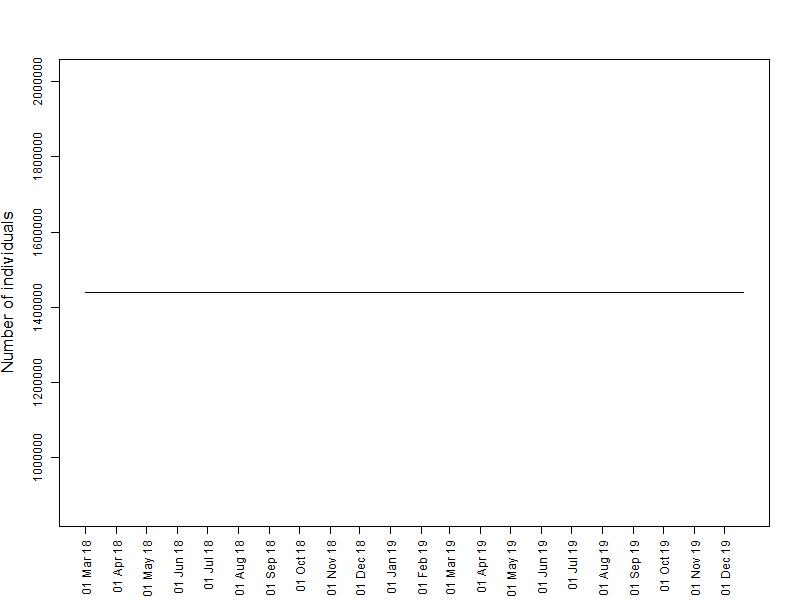 Number of individuals
2000000
1800000
1600000
1400000
1200000
1000000
01 Mar 18
01 Apr 18
01 May 18
01 Jun 18
01 Jul 18
01 Aug 18
01 Sep 18
01 Oct 18
01 Nov 18
01 Dec 18
01 Jan 19
01 Feb 19
01 Mar 19
01 Apr 19
01 May 19
01 Jun 19
01 Jul 19
01 Aug 19
01 Sep 19
01 Oct 19
01 Nov 19
01 Dec 19